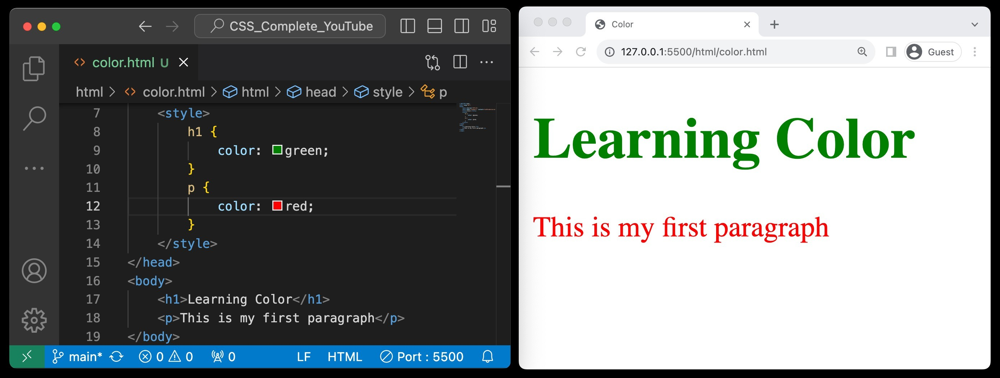 CSS_Complete_YouTube
color.html U
html > color.html > html > head > style > p
7 <style>
8 h1 {
9 color: green;
10 }
11 p {
12 color: red;
13 }
14 </style>
15 </head>
16 <body>
17 <h1>Learning Color</h1>
18 <p>This is my first paragraph</p>
19 </body>
main* 0 0 0 LF HTML Port : 5500
Color
127.0.0.1:5500/html/color.html Guest
Learning Color
This is my first paragraph